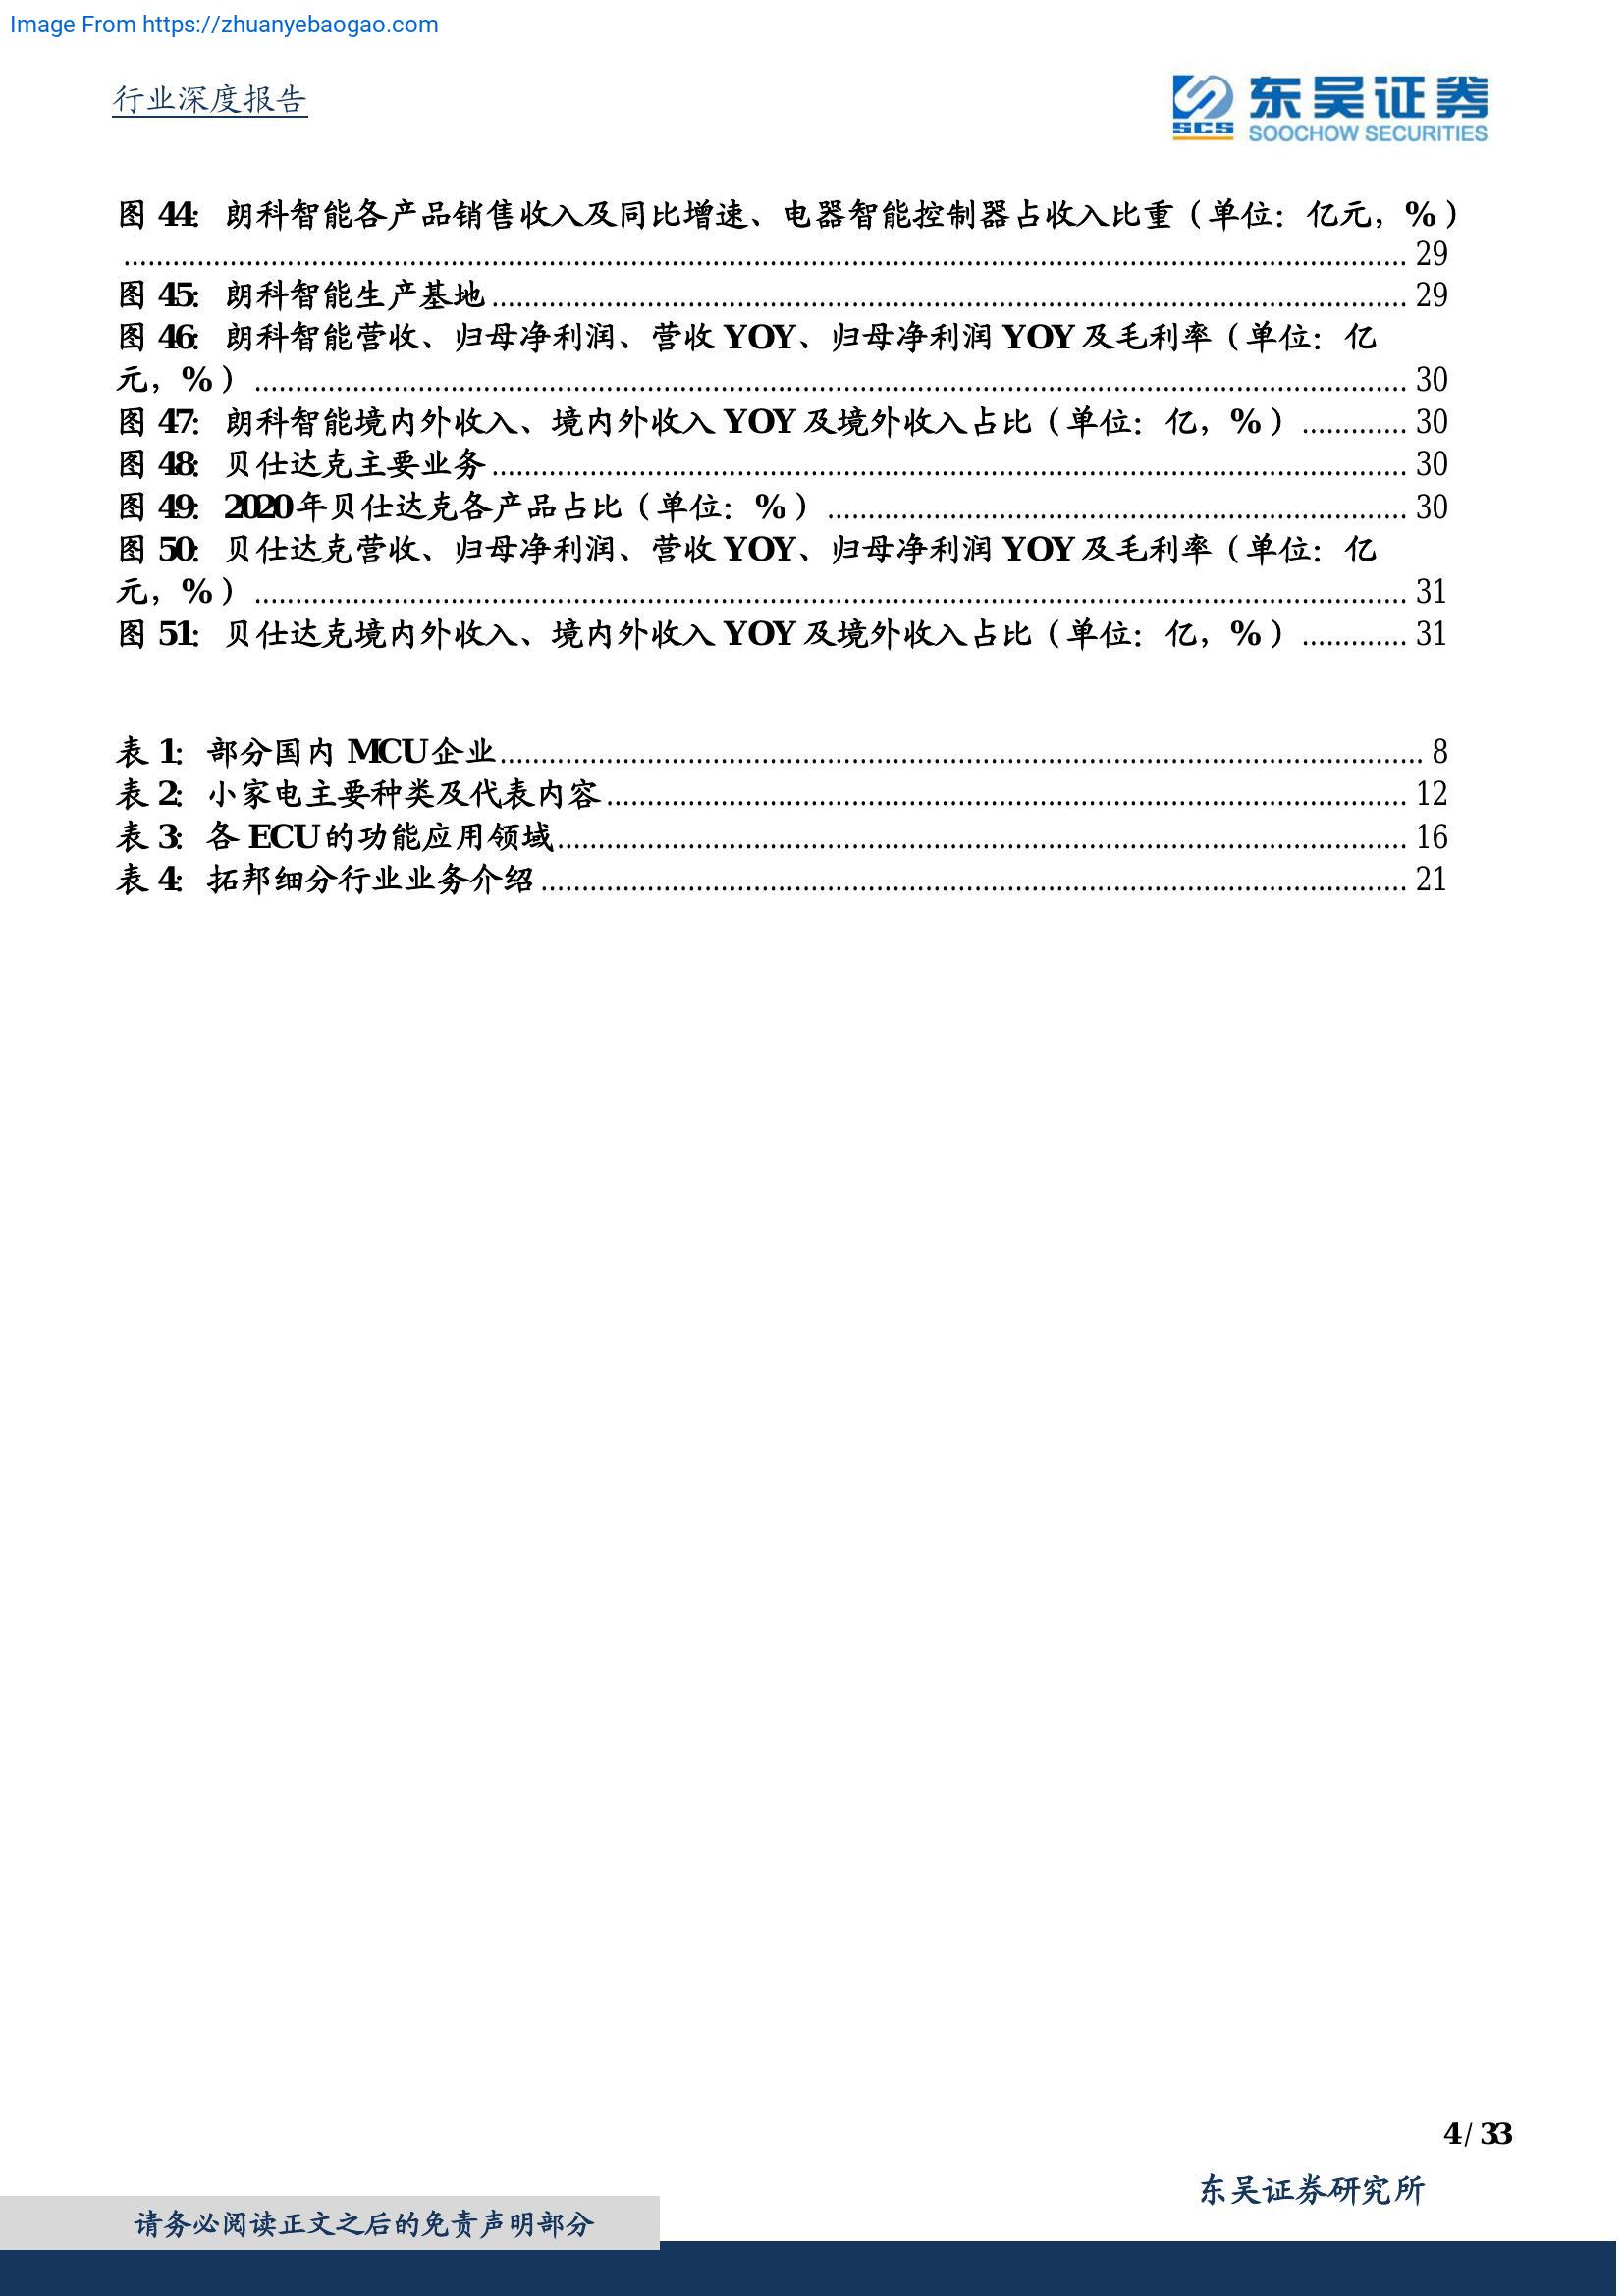 Image From https://zhuanyebaogao.com
行业深度报告
东吴证券
SCS
SOOCHOW SECURITIES
图 44: 朗科智能各产品销售收入及同比增速、电器智能控制器占收入比重（单位：亿元，%）
........................................................................ 29
图 45: 朗科智能生产基地........................................................................ 29
图 46: 朗科智能营收、归母净利润、营收 YOY、归母净利润 YOY 及毛利率（单位：亿
元，%）........................................................................ 30
图 47: 朗科智能境内外收入、境内外收入 YOY 及境外收入占比（单位：亿，%）............. 30
图 48: 贝仕达克主要业务........................................................................ 30
图 49: 2020 年贝仕达克各产品占比（单位：%）........................................................................ 30
图 50: 贝仕达克营收、归母净利润、营收 YOY、归母净利润 YOY 及毛利率（单位：亿
元，%）........................................................................ 31
图 51: 贝仕达克境内外收入、境内外收入 YOY 及境外收入占比（单位：亿，%）............. 31
表 1: 部分国内 MCU 企业........................................................................ 8
表 2: 小家电主要种类及代表内容........................................................................ 12
表 3: 各 ECU 的功能应用领域........................................................................ 16
表 4: 拓邦细分行业业务介绍........................................................................ 21
4 / 33
东吴证券研究所
请务必阅读正文之后的免责声明部分